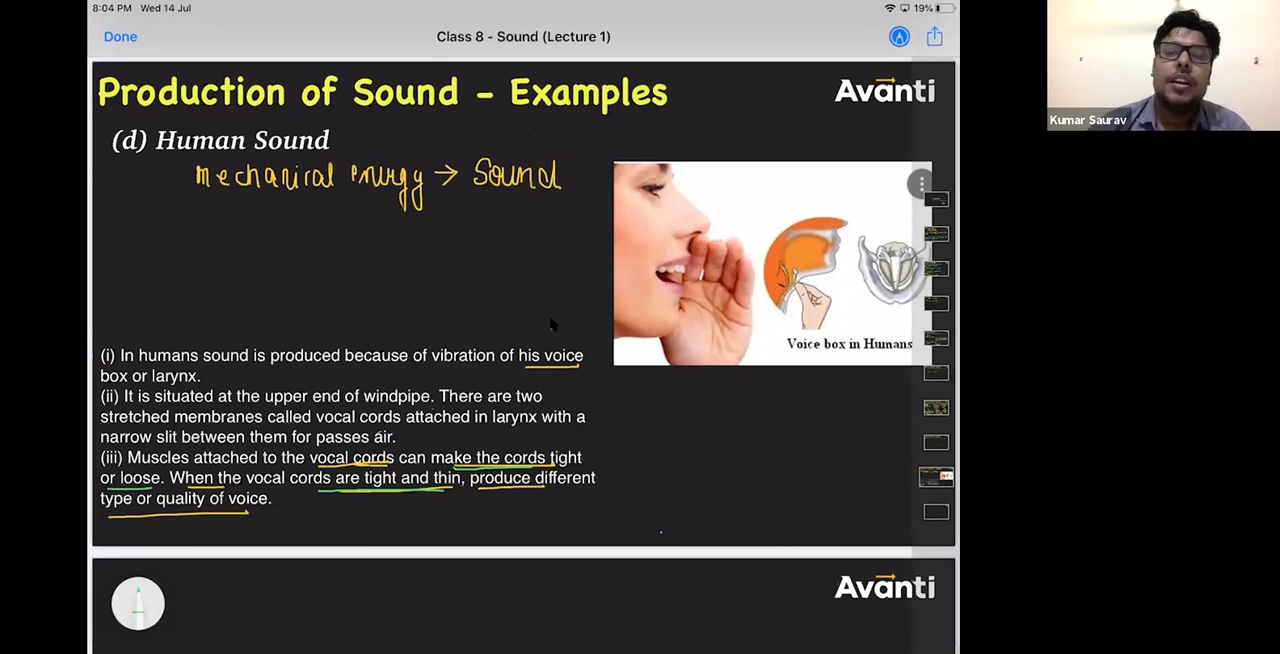 8:04 PM Wed 14 Jul
19%
Done
Class 8 - Sound (Lecture 1)
Production of Sound - Examples
Avanti
(d) Human Sound
Mechanical Energy → Sound
Voice box in Humans
(i) In humans sound is produced because of vibration of his voice
box or larynx.
(ii) It is situated at the upper end of windpipe. There are two
stretched membranes called vocal cords attached in larynx with a
narrow slit between them for passes air.
(iii) Muscles attached to the vocal cords can make the cords tight
or loose. When the vocal cords are tight and thin, produce different
type or quality of voice.
Avanti
Kumar Saurav